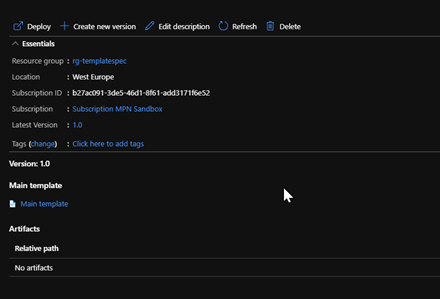 Deploy Create new version Edit description Refresh Delete
Essentials
Resource group : rg-templatespec
Location : West Europe
Subscription ID : b27ac091-3de5-46d1-8f61-add3171f6e52
Subscription : Subscription MPN Sandbox
Latest Version : 1.0
Tags (change) : Click here to add tags
Version: 1.0
Main template
Main template
Artifacts
Relative path
No artifacts